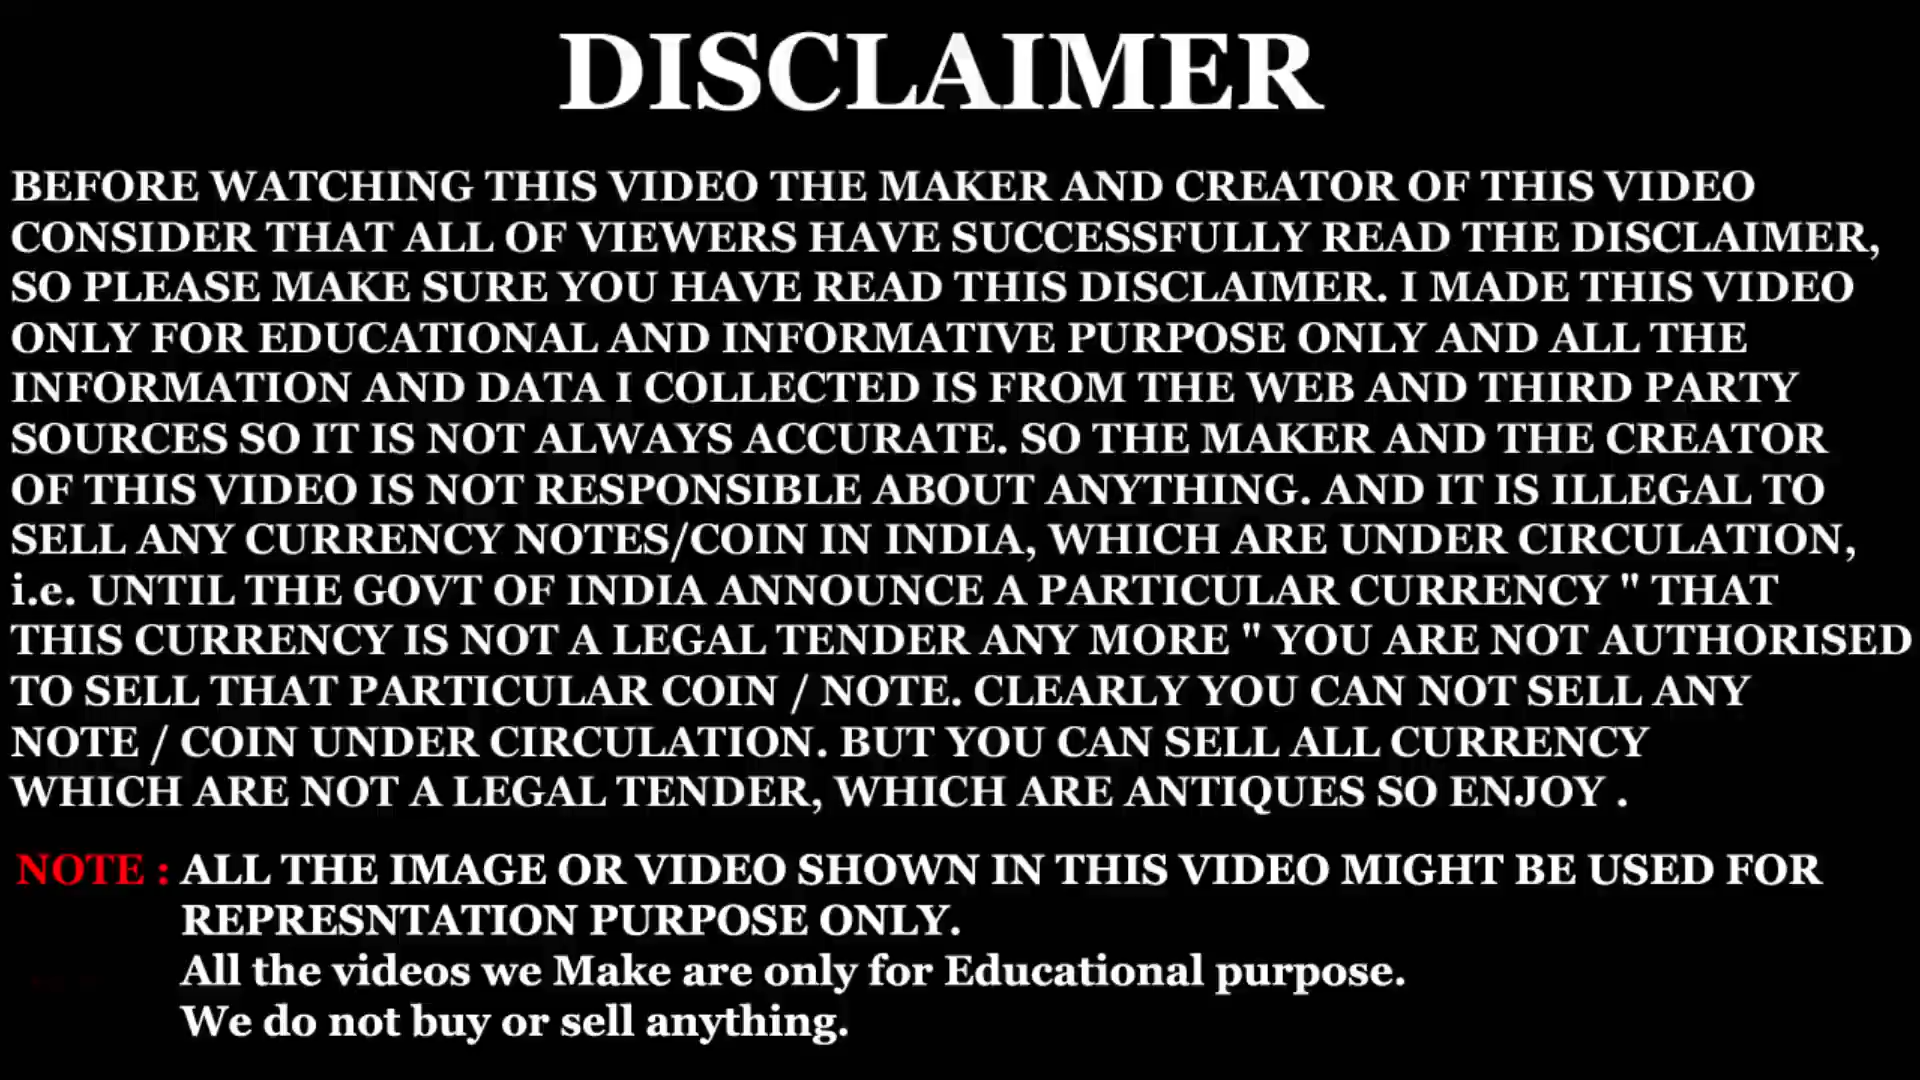 DISCLAIMER
BEFORE WATCHING THIS VIDEO THE MAKER AND CREATOR OF THIS VIDEO
CONSIDER THAT ALL OF VIEWERS HAVE SUCCESSFULLY READ THE DISCLAIMER,
SO PLEASE MAKE SURE YOU HAVE READ THIS DISCLAIMER. I MADE THIS VIDEO
ONLY FOR EDUCATIONAL AND INFORMATIVE PURPOSE ONLY AND ALL THE
INFORMATION AND DATA I COLLECTED IS FROM THE WEB AND THIRD PARTY
SOURCES SO IT IS NOT ALWAYS ACCURATE. SO THE MAKER AND THE CREATOR
OF THIS VIDEO IS NOT RESPONSIBLE ABOUT ANYTHING. AND IT IS ILLEGAL TO
SELL ANY CURRENCY NOTES/COIN IN INDIA, WHICH ARE UNDER CIRCULATION,
i.e. UNTIL THE GOVT OF INDIA ANNOUNCE A PARTICULAR CURRENCY " THAT
THIS CURRENCY IS NOT A LEGAL TENDER ANY MORE " YOU ARE NOT AUTHORISED
TO SELL THAT PARTICULAR COIN / NOTE. CLEARLY YOU CAN NOT SELL ANY
NOTE / COIN UNDER CIRCULATION. BUT YOU CAN SELL ALL CURRENCY
WHICH ARE NOT A LEGAL TENDER, WHICH ARE ANTIQUES SO ENJOY .
NOTE : ALL THE IMAGE OR VIDEO SHOWN IN THIS VIDEO MIGHT BE USED FOR
REPRESNTATION PURPOSE ONLY.
All the videos we Make are only for Educational purpose.
We do not buy or sell anything.